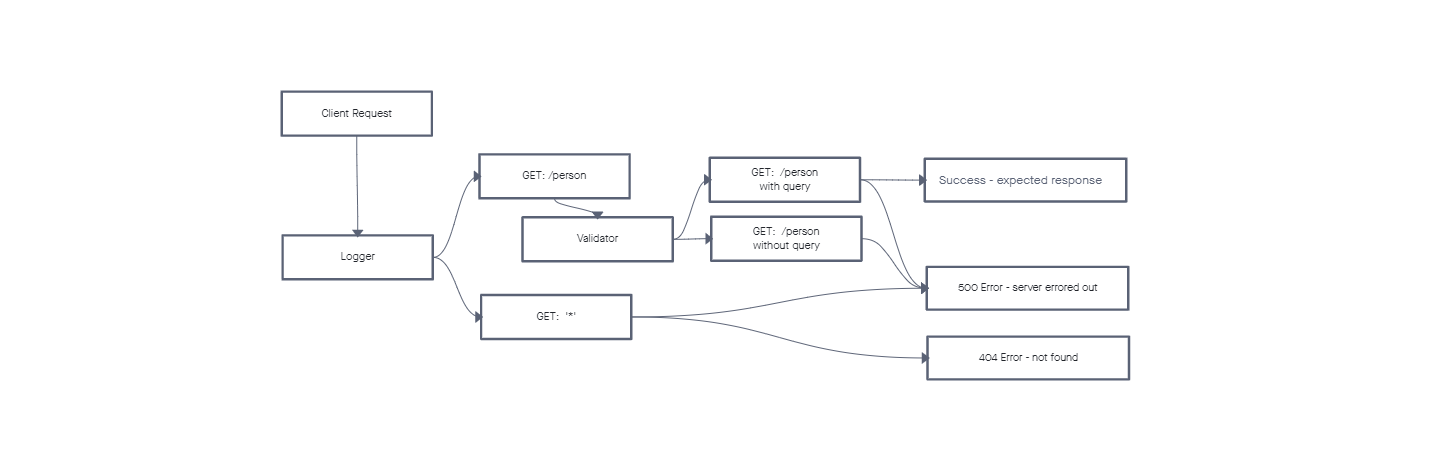 Client Request
Logger
GET: /person
Validator
GET: /person
with query
GET: /person
without query
GET: '*'
Success - expected response
500 Error - server errored out
404 Error - not found